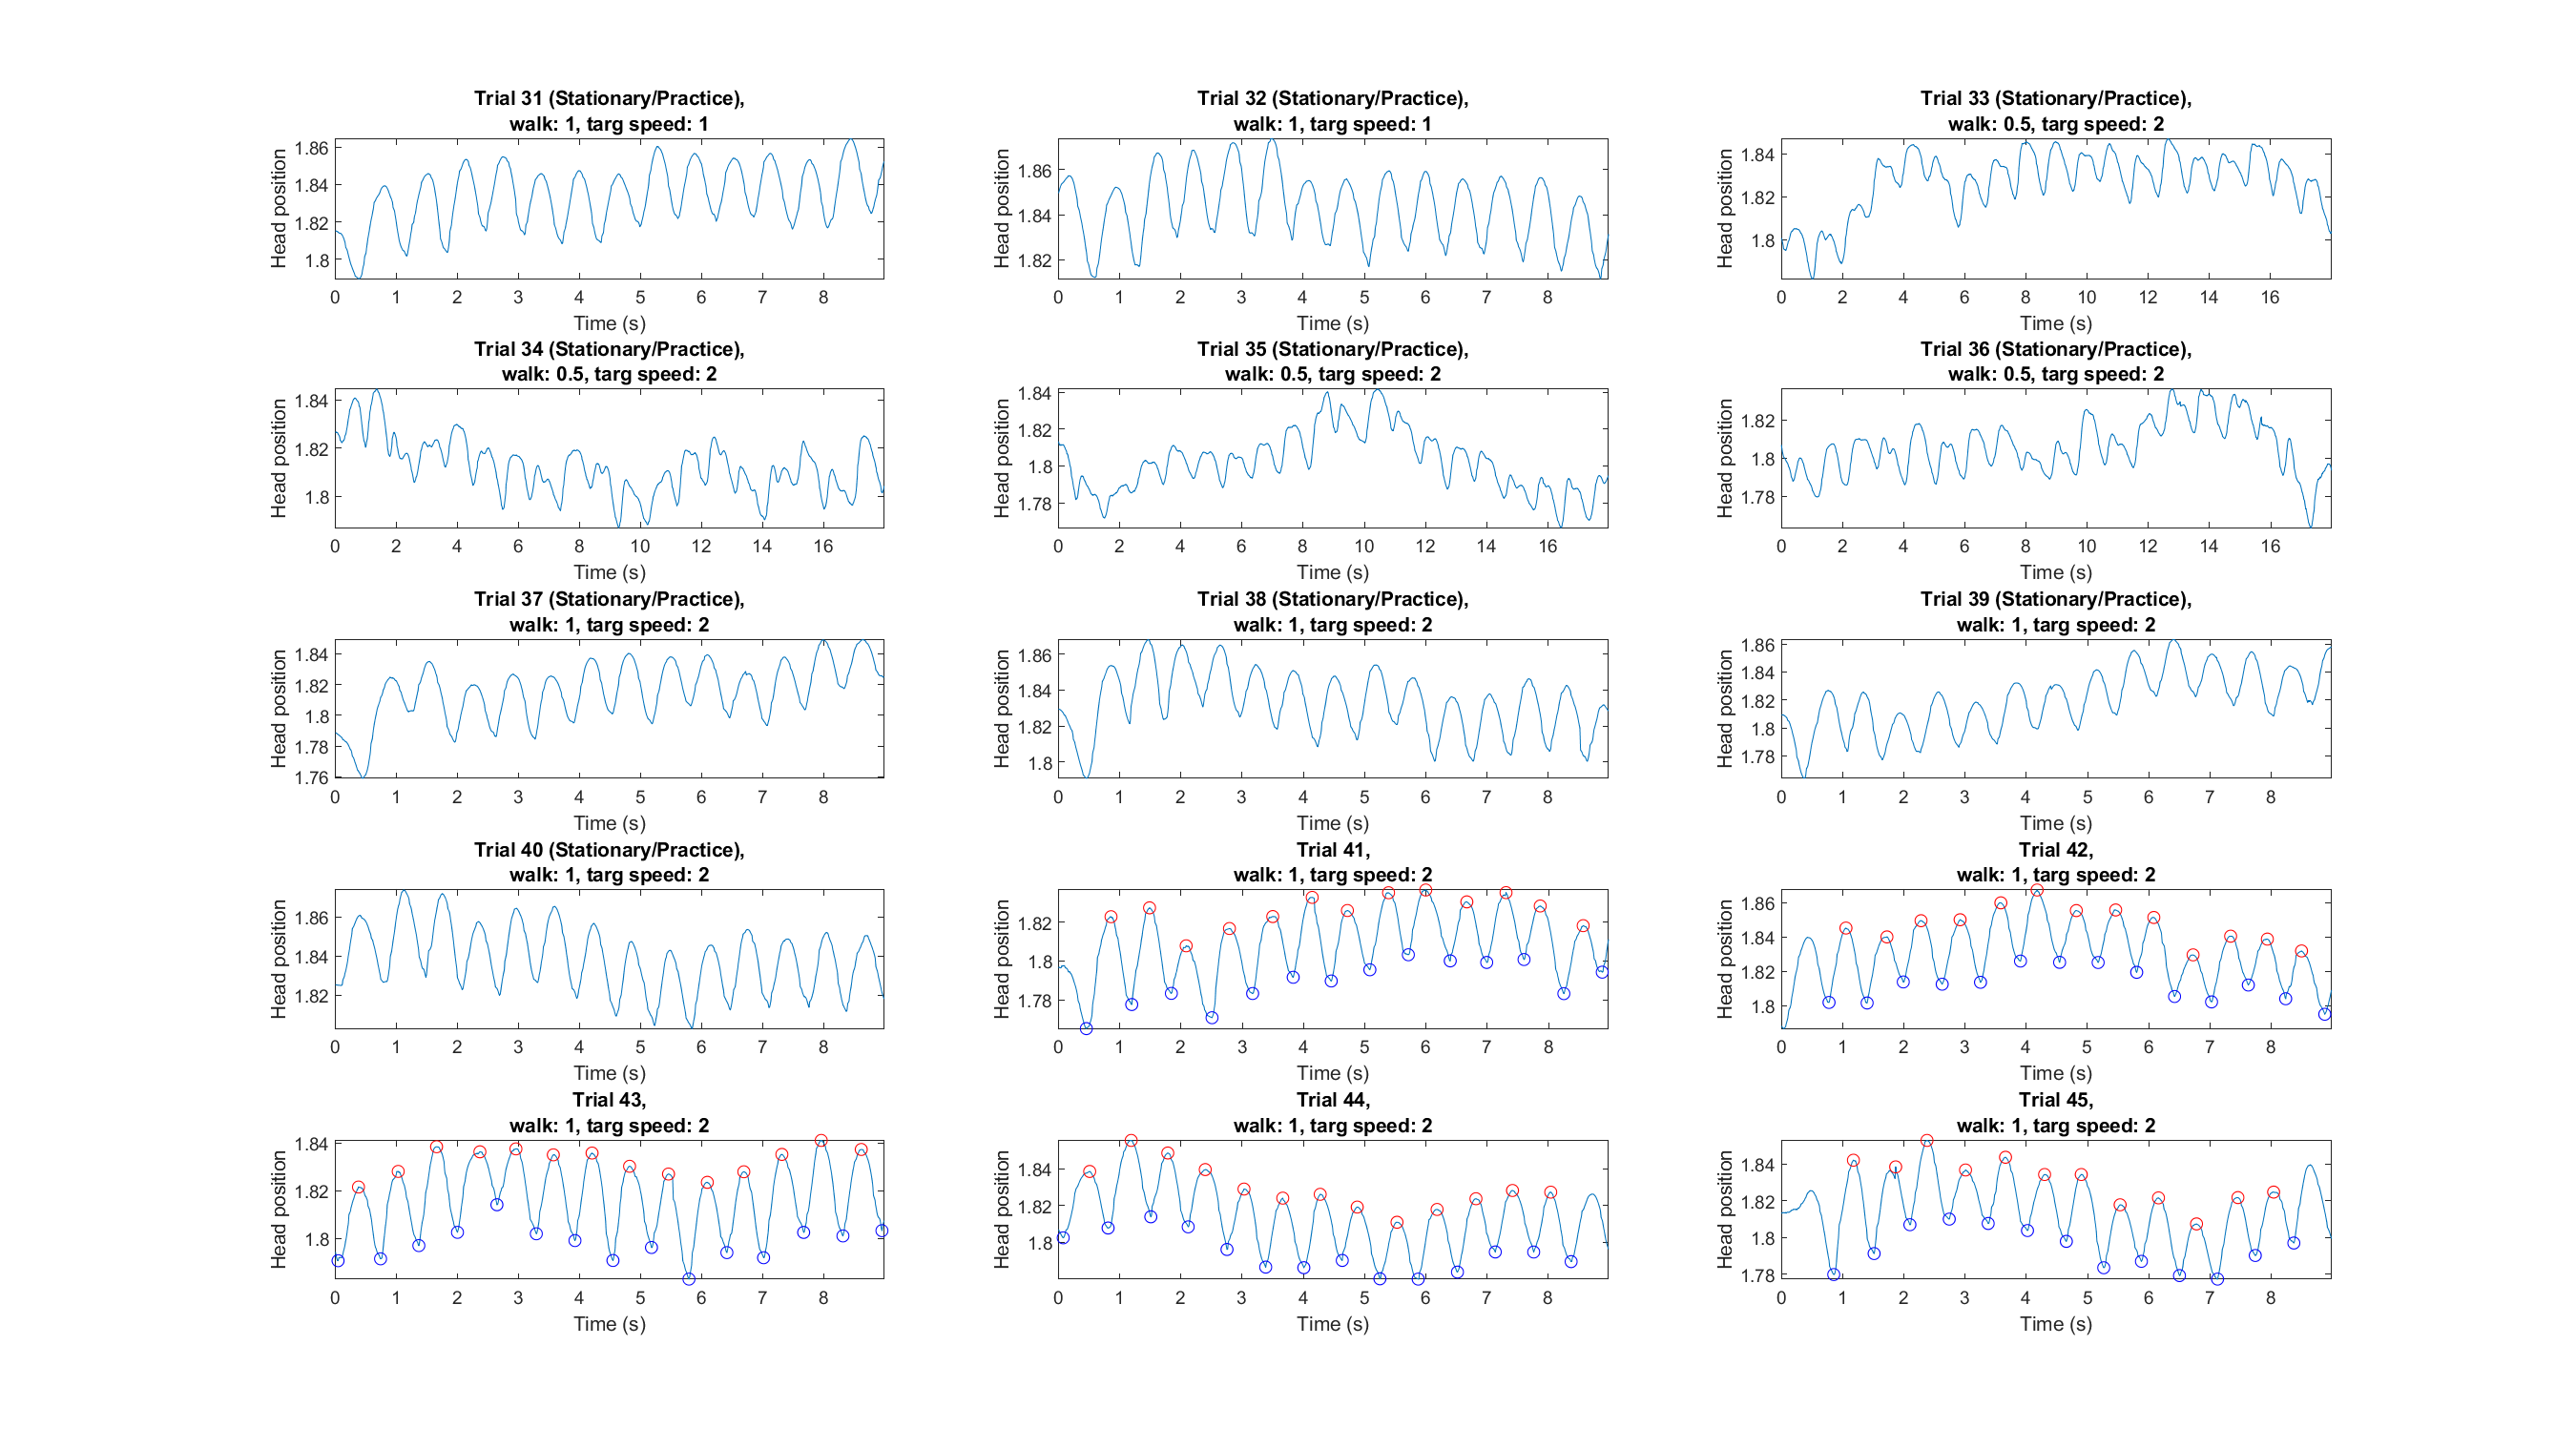 Trial 31 (Stationary/Practice),
walk: 1, targ speed: 1
Head position
1.86
1.84
1.82
1.8
0 1 2 3 4 5 6 7 8
Time (s)
Trial 32 (Stationary/Practice),
walk: 1, targ speed: 1
Head position
1.86
1.84
1.82
0 1 2 3 4 5 6 7 8
Time (s)
Trial 33 (Stationary/Practice),
walk: 0.5, targ speed: 2
Head position
1.84
1.82
1.8
0 2 4 6 8 10 12 14 16
Time (s)
Trial 34 (Stationary/Practice),
walk: 0.5, targ speed: 2
Head position
1.84
1.82
1.8
0 2 4 6 8 10 12 14 16
Time (s)
Trial 35 (Stationary/Practice),
walk: 0.5, targ speed: 2
Head position
1.84
1.82
1.8
1.78
0 2 4 6 8 10 12 14 16
Time (s)
Trial 36 (Stationary/Practice),
walk: 0.5, targ speed: 2
Head position
1.82
1.8
1.78
0 2 4 6 8 10 12 14 16
Time (s)
Trial 37 (Stationary/Practice),
walk: 1, targ speed: 2
Head position
1.84
1.82
1.8
1.78
1.76
0 1 2 3 4 5 6 7 8
Time (s)
Trial 38 (Stationary/Practice),
walk: 1, targ speed: 2
Head position
1.86
1.84
1.82
1.8
0 1 2 3 4 5 6 7 8
Time (s)
Trial 39 (Stationary/Practice),
walk: 1, targ speed: 2
Head position
1.86
1.84
1.82
1.8
1.78
0 1 2 3 4 5 6 7 8
Time (s)
Trial 40 (Stationary/Practice),
walk: 1, targ speed: 2
Head position
1.86
1.84
1.82
0 1 2 3 4 5 6 7 8
Time (s)
Trial 41,
walk: 1, targ speed: 2
Head position
1.82
1.8
1.78
0 1 2 3 4 5 6 7 8
Time (s)
Trial 42,
walk: 1, targ speed: 2
Head position
1.86
1.84
1.82
1.8
0 1 2 3 4 5 6 7 8
Time (s)
Trial 43,
walk: 1, targ speed: 2
Head position
1.84
1.82
1.8
0 1 2 3 4 5 6 7 8
Time (s)
Trial 44,
walk: 1, targ speed: 2
Head position
1.84
1.82
1.8
0 1 2 3 4 5 6 7 8
Time (s)
Trial 45,
walk: 1, targ speed: 2
Head position
1.84
1.82
1.8
1.78
0 1 2 3 4 5 6 7 8
Time (s)